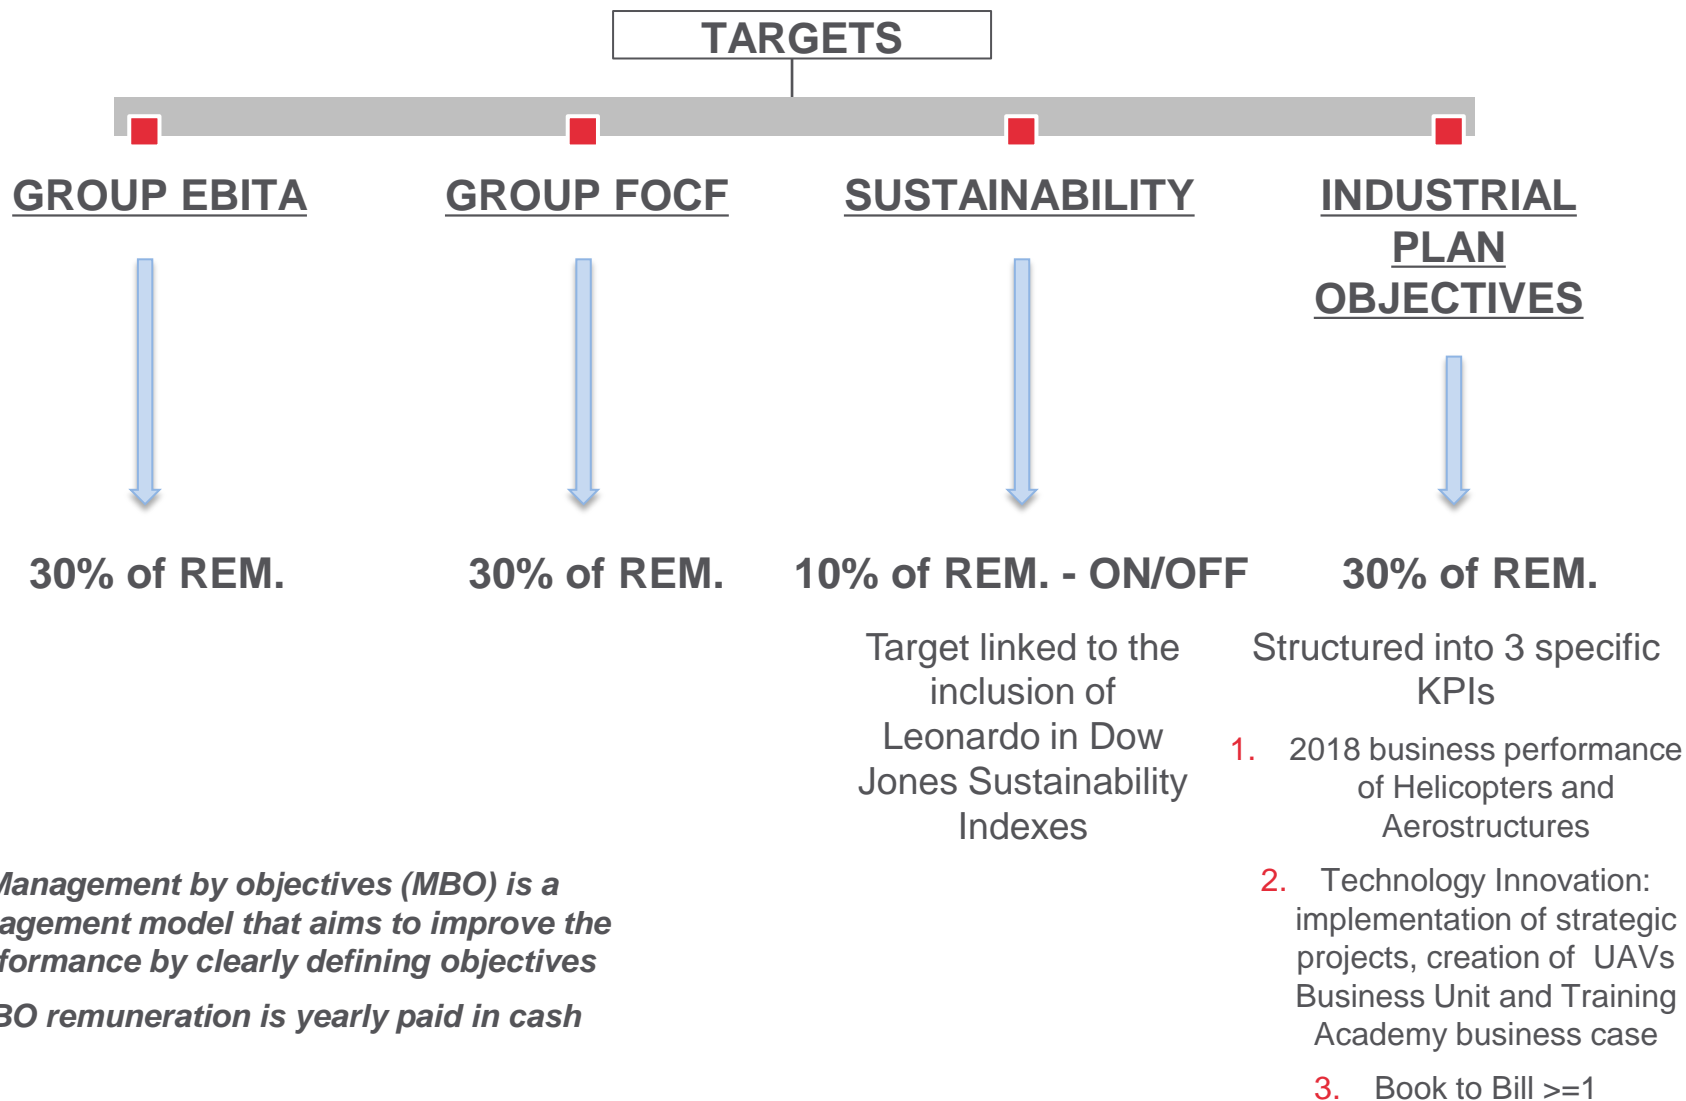 TARGETS
GROUP EBITA
GROUP FOCF
SUSTAINABILITY
INDUSTRIAL
PLAN
OBJECTIVES
30% of REM.
30% of REM.
10% of REM. - ON/OFF
30% of REM.
Target linked to the
inclusion of
Leonardo in Dow
Jones Sustainability
Indexes
Structured into 3 specific
KPIs
1. 2018 business performance
of Helicopters and
Aerostructures
2. Technology Innovation:
implementation of strategic
projects, creation of UAVs
Business Unit and Training
Academy business case
3. Book to Bill >=1
Management by objectives (MBO) is a
agement model that aims to improve the
formance by clearly defining objectives
BO remuneration is yearly paid in cash